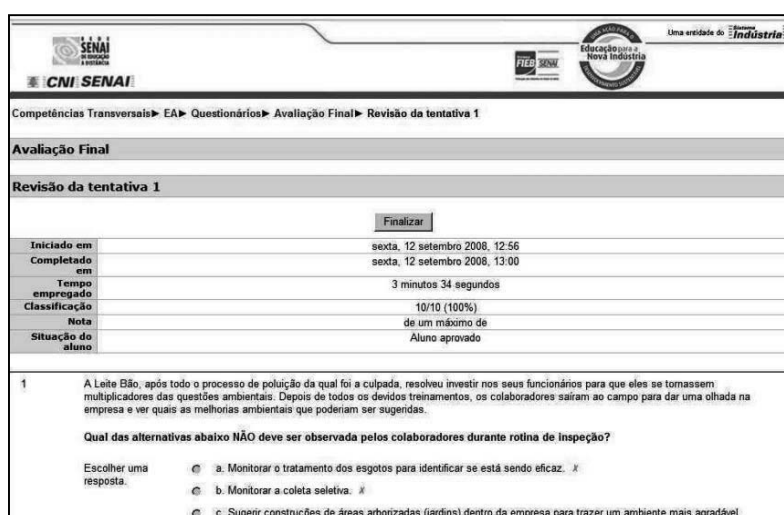 SENAI
DE EDUCAÇÃO
A DISTÂNCIA
CNI SENAI
FIEB SENAI
UMA AÇÃO PARA O
Educação para a
Nova Indústria
Uma entidade do Sistema Indústria
Competências Transversais► EA► Questionários► Avaliação Final► Revisão da tentativa 1
Avaliação Final
Revisão da tentativa 1
Finalizar
Iniciado em sexta, 12 setembro 2008, 12:56
Completado em sexta, 12 setembro 2008, 13:00
Tempo empregado 3 minutos 34 segundos
Classificação 10/10 (100%)
Nota de um máximo de
Situação do aluno Aluno aprovado
1 A Leite Bão, após todo o processo de poluição da qual foi a culpada, resolveu investir nos seus funcionários para que eles se tornassem
multiplicadores das questões ambientais. Depois de todos os devidos treinamentos, os colaboradores saíram ao campo para dar uma olhada na
empresa e ver quais as melhorias ambientais que poderiam ser sugeridas.
Qual das alternativas abaixo NÃO deve ser observada pelos colaboradores durante rotina de inspeção?
Escolher uma resposta.
a. Monitorar o tratamento dos esgotos para identificar se está sendo eficaz. X
b. Monitorar a coleta seletiva. X
c. Sugerir construções de áreas arborizadas (jardins) dentro da empresa para trazer um ambiente mais agradável